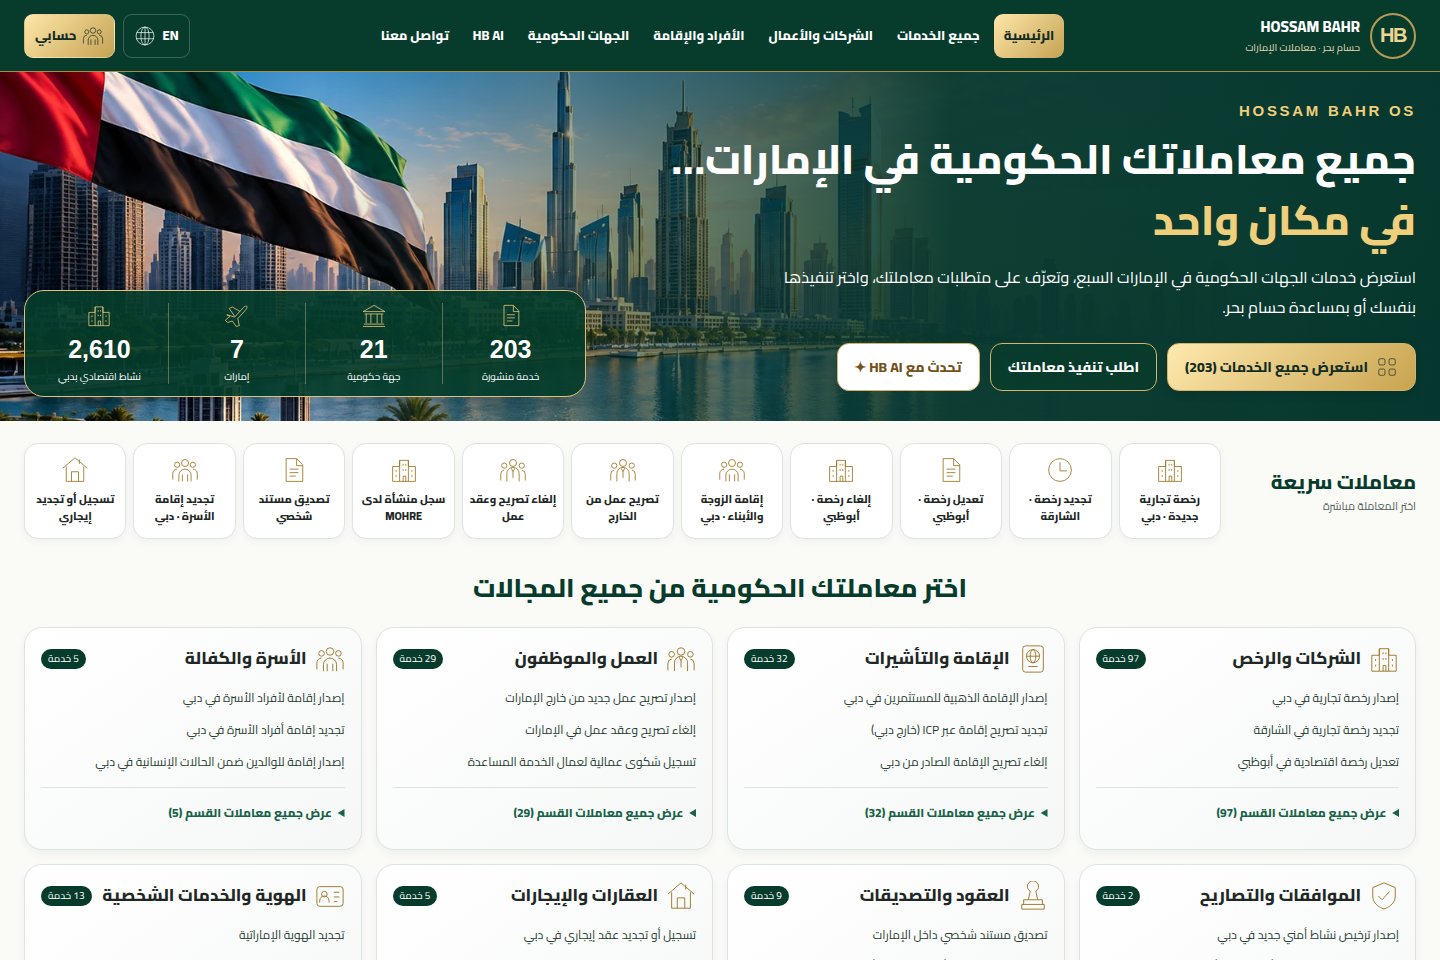 HB
HOSSAM BAHR
حسام بحر · معاملات الإمارات
الرئيسية
جميع الخدمات
الشركات والأعمال
الأفراد والإقامة
الجهات الحكومية
HB AI
تواصل معنا
EN
حسابي
HOSSAM BAHR OS
جميع معاملاتك الحكومية في الإمارات...
في مكان واحد
استعرض خدمات الجهات الحكومية في الإمارات السبع، وتعرّف على متطلبات معاملتك، واختر تنفيذها
بنفسك أو بمساعدة حسام بحر.
استعرض جميع الخدمات (203)
اطلب تنفيذ معاملتك
تحدث مع HB AI ✦
203
خدمة منشورة
21
جهة حكومية
7
إمارات
2,610
نشاط اقتصادي بدبي
معاملات سريعة
اختر المعاملة مباشرة
رخصة تجارية
جديدة · دبي
تجديد رخصة ·
الشارقة
تعديل رخصة ·
أبوظبي
إلغاء رخصة ·
أبوظبي
إقامة الزوجة
والأبناء · دبي
تصريح عمل من
الخارج
إلغاء تصريح وعقد
عمل
سجل منشأة لدى
MOHRE
تصديق مستند
شخصي
تجديد إقامة
الأسرة · دبي
تسجيل أو تجديد
إيجاري
اختر معاملتك الحكومية من جميع المجالات
الشركات والرخص
97 خدمة
إصدار رخصة تجارية في دبي
تجديد رخصة تجارية في الشارقة
تعديل رخصة اقتصادية في أبوظبي
◄ عرض جميع معاملات القسم (97)
الإقامة والتأشيرات
32 خدمة
إصدار الإقامة الذهبية للمستثمرين في دبي
تجديد تصريح إقامة عبر ICP (خارج دبي)
إلغاء تصريح الإقامة الصادر من دبي
◄ عرض جميع معاملات القسم (32)
العمل والموظفون
29 خدمة
إصدار تصريح عمل جديد من خارج الإمارات
إلغاء تصريح وعقد عمل في الإمارات
تسجيل شكوى عمالية لعمال الخدمة المساعدة
◄ عرض جميع معاملات القسم (29)
الأسرة والكفالة
5 خدمة
إصدار إقامة لأفراد الأسرة في دبي
تجديد إقامة أفراد الأسرة في دبي
إصدار إقامة للوالدين ضمن الحالات الإنسانية في دبي
◄ عرض جميع معاملات القسم (5)
الموافقات والتصاريح
2 خدمة
إصدار ترخيص نشاط أمني جديد في دبي
العقود والتصديقات
9 خدمة
تصديق مستند شخصي داخل الإمارات
العقارات والإيجارات
5 خدمة
تسجيل أو تجديد عقد إيجاري في دبي
الهوية والخدمات الشخصية
13 خدمة
تجديد الهوية الإماراتية